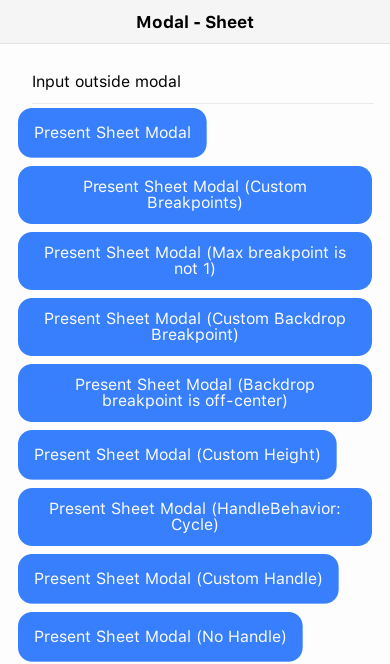 Modal - Sheet
Input outside modal
Present Sheet Modal
Present Sheet Modal (Custom
Breakpoints)
Present Sheet Modal (Max breakpoint is
not 1)
Present Sheet Modal (Custom Backdrop
Breakpoint)
Present Sheet Modal (Backdrop
breakpoint is off-center)
Present Sheet Modal (Custom Height)
Present Sheet Modal (HandleBehavior:
Cycle)
Present Sheet Modal (Custom Handle)
Present Sheet Modal (No Handle)